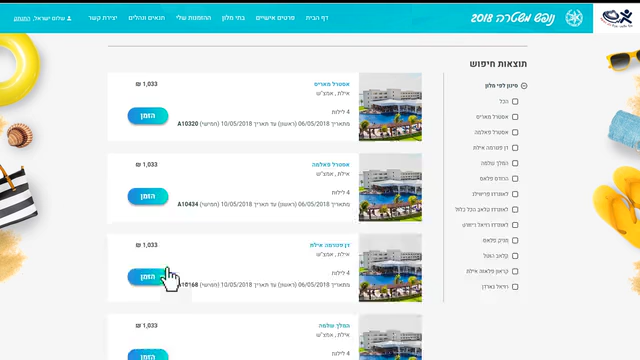 נופש משטרה 2018
דף הבית
פרטים אישיים
בתי מלון
ההזמנות שלי
תנאים ונהלים
יצירת קשר
שלום ישראל, התנתק
תוצאות חיפוש
סינון לפי מלון
הכל
אסטרל מאריס
אסטרל פאלמה
דן פנורמה אילת
המלך שלמה
הרודס פלאס
לאונרדו פריוילג'
לאונרדו קלאב הכל כלול
לאונרדו רויאל ריזורט
מג'יק פלאס
קלאב הוטל
קראון פלאזה אילת
רויאל גארדן
אסטרל מאריס
אילת , אמצ"ש
4 לילות
מתאריך 06/05/2018 (ראשון) עד תאריך 10/05/2018 (חמישי) A10320
1,033 ₪
הזמן
אסטרל פאלמה
אילת , אמצ"ש
4 לילות
מתאריך 06/05/2018 (ראשון) עד תאריך 10/05/2018 (חמישי) A10434
1,033 ₪
הזמן
דן פנורמה אילת
אילת , אמצ"ש
4 לילות
מתאריך 06/05/2018 (ראשון) עד תאריך 10/05/2018 (חמישי)
1,033 ₪
הזמן
המלך שלמה
אילת , אמצ"ש
4 לילות
1,033 ₪
הזמן